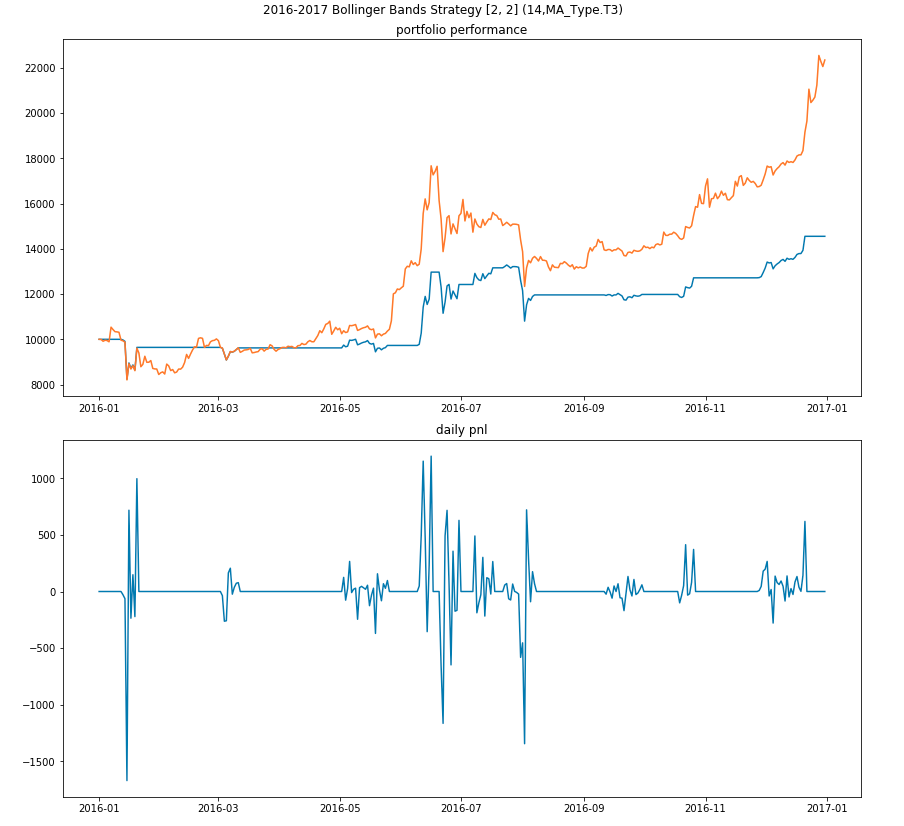 2016-2017 Bollinger Bands Strategy [2, 2] (14,MA_Type.T3)
portfolio performance
22000
20000
18000
16000
14000
12000
10000
8000
2016-01 2016-03 2016-05 2016-07 2016-09 2016-11 2017-01
daily pnl
1000
500
0
−500
−1000
−1500
2016-01 2016-03 2016-05 2016-07 2016-09 2016-11 2017-01